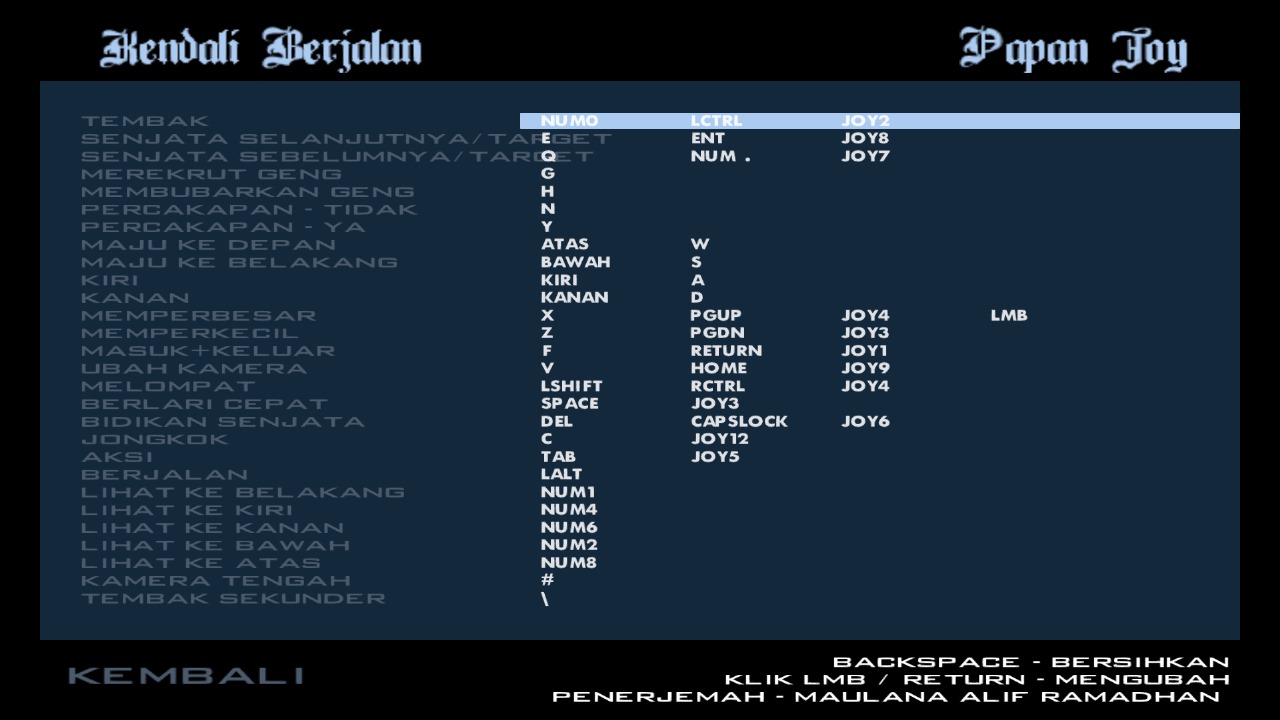 Kendali Berjalan Papan Joy
TEMBAK NUM0 LCTRL JOY2
SENJATA SELANJUTNYA/TARGET E ENT JOY8
SENJATA SEBELUMNYA/TARGET Q NUM . JOY7
MEREKRUT GENG G
MEMBUBARKAN GENG H
PERCAKAPAN - TIDAK N
PERCAKAPAN - YA Y
MAJU KE DEPAN ATAS W
MAJU KE BELAKANG BAWAH S
KIRI KIRI A
KANAN KANAN D
MEMPERBESAR X PGUP JOY4 LMB
MEMPERKECIL Z PGDN JOY3
MASUK+KELUAR F RETURN JOY1
UBAH KAMERA V HOME JOY9
MELOMPAT LSHIFT RCTRL JOY4
BERLARI CEPAT SPACE JOY3
BIDIKAN SENJATA DEL CAPSLOCK JOY6
JONGKOK C JOY12
AKSI TAB JOY5
BERJALAN LALT
LIHAT KE BELAKANG NUM1
LIHAT KE KIRI NUM4
LIHAT KE KANAN NUM6
LIHAT KE BAWAH NUM2
LIHAT KE ATAS NUM8
KAMERA TENGAH #
TEMBAK SEKUNDER \
KEMBALI
BACKSPACE - BERSIHKAN
KLIK LMB / RETURN - MENGUBAH
PENERJEMAH - MAULANA ALIF RAMADHAN